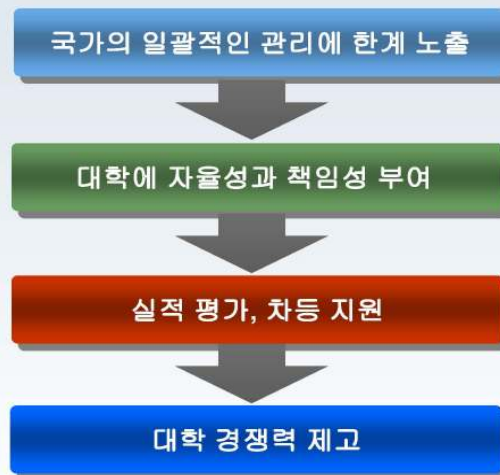 국가의 일괄적인 관리에 한계 노출
대학에 자율성과 책임성 부여
실적 평가, 차등 지원
대학 경쟁력 제고